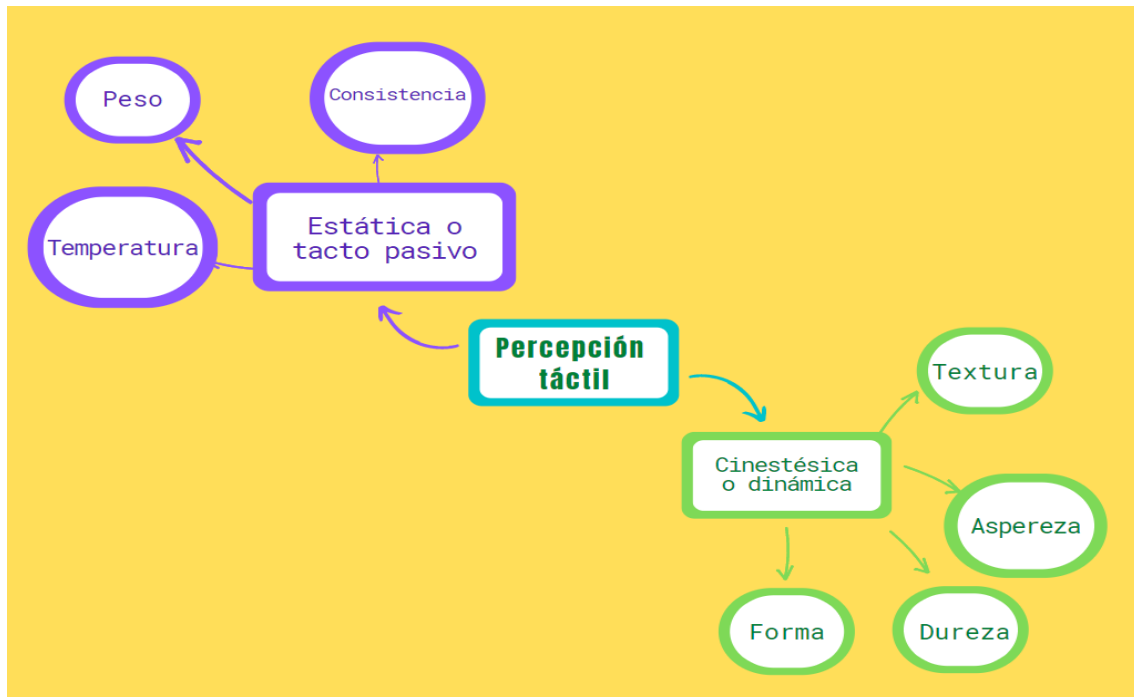 Peso
Consistencia
Estática o
tacto pasivo
Temperatura
Percepción
táctil
Textura
Cinestésica
o dinámica
Aspereza
Forma
Dureza